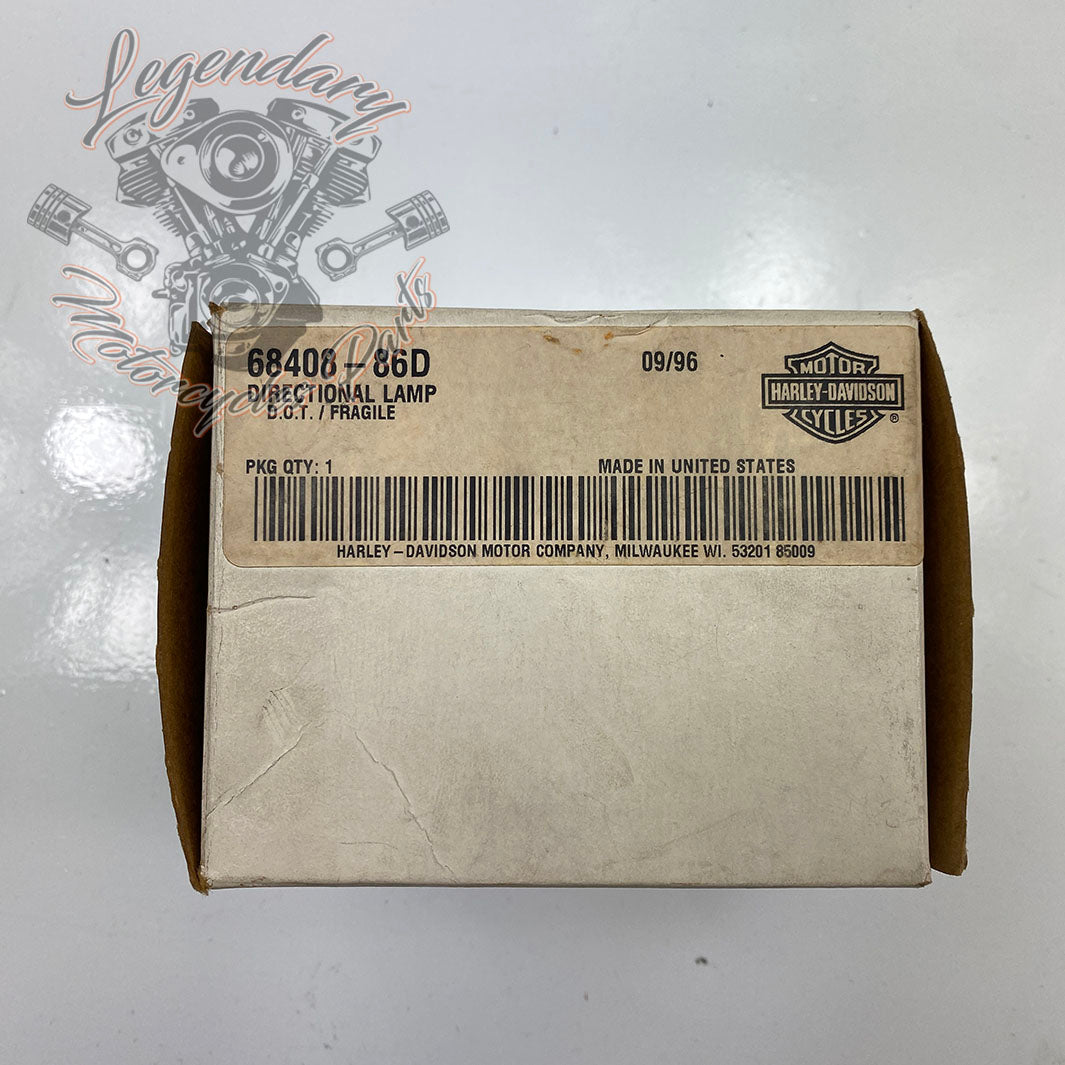 Legendary
Motorcycle Parts
68408-86D
09/96
DIRECTIONAL LAMP
D.O.T. / FRAGILE
MOTOR
HARLEY-DAVIDSON
CYCLES ®
PKG QTY: 1
MADE IN UNITED STATES
HARLEY-DAVIDSON MOTOR COMPANY, MILWAUKEE WI. 53201 85009